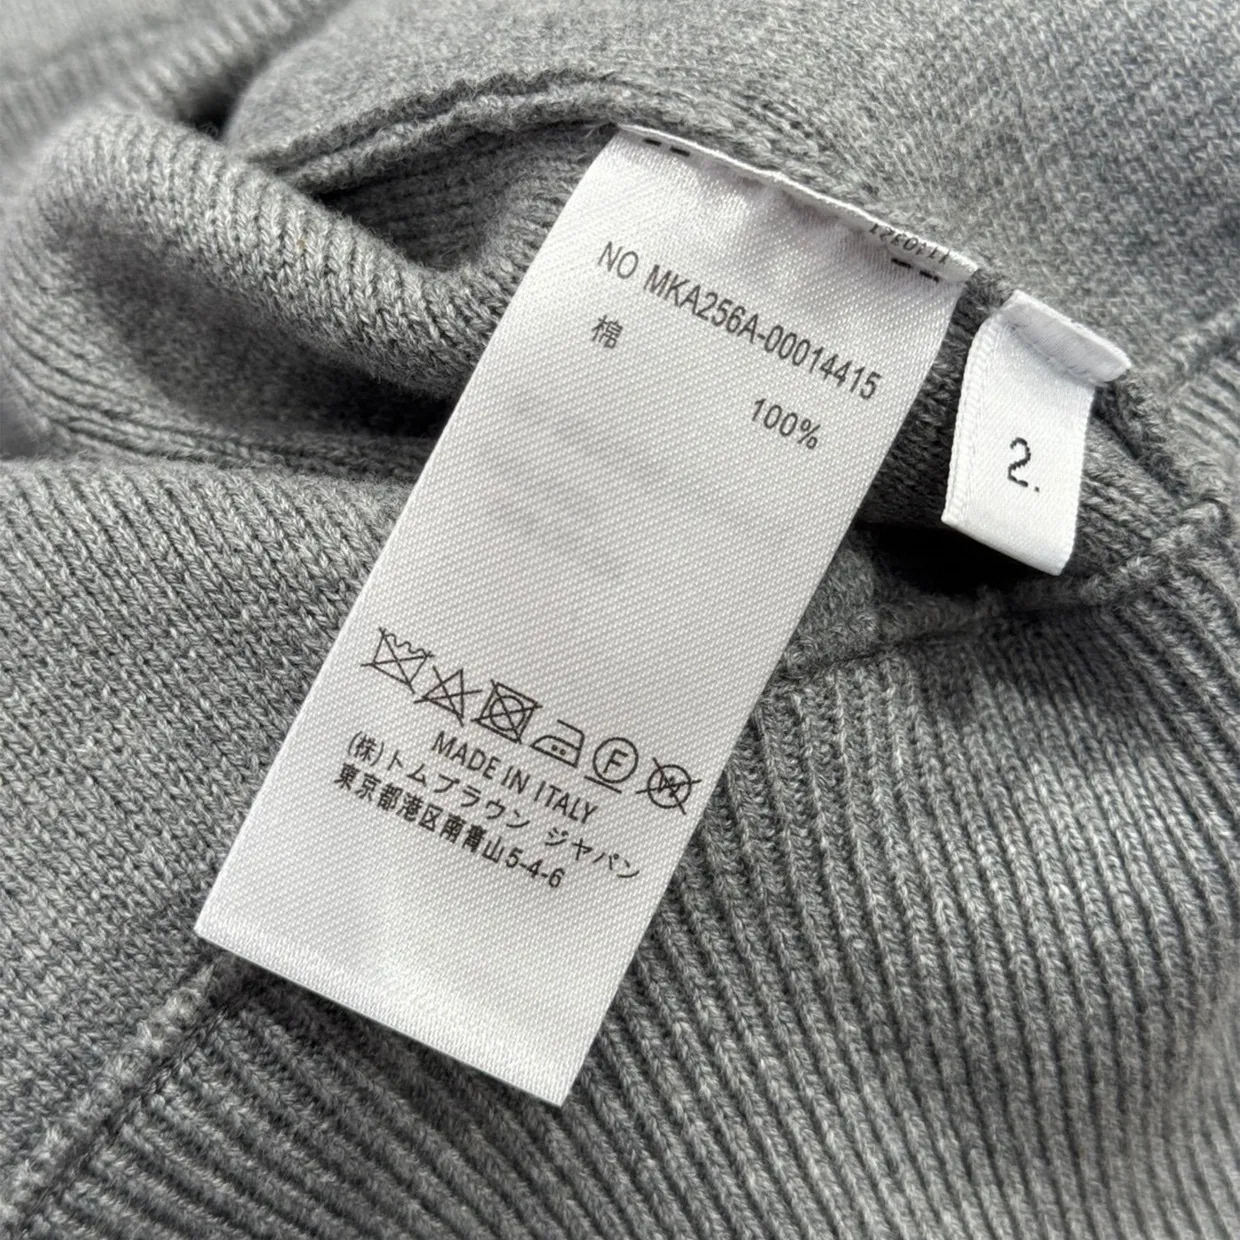 NO MKA256A-00014415
棉
100%
2.
F
W
MADE IN ITALY
(株)トムブラウン ジャパン
東京都港区南青山5-4-6